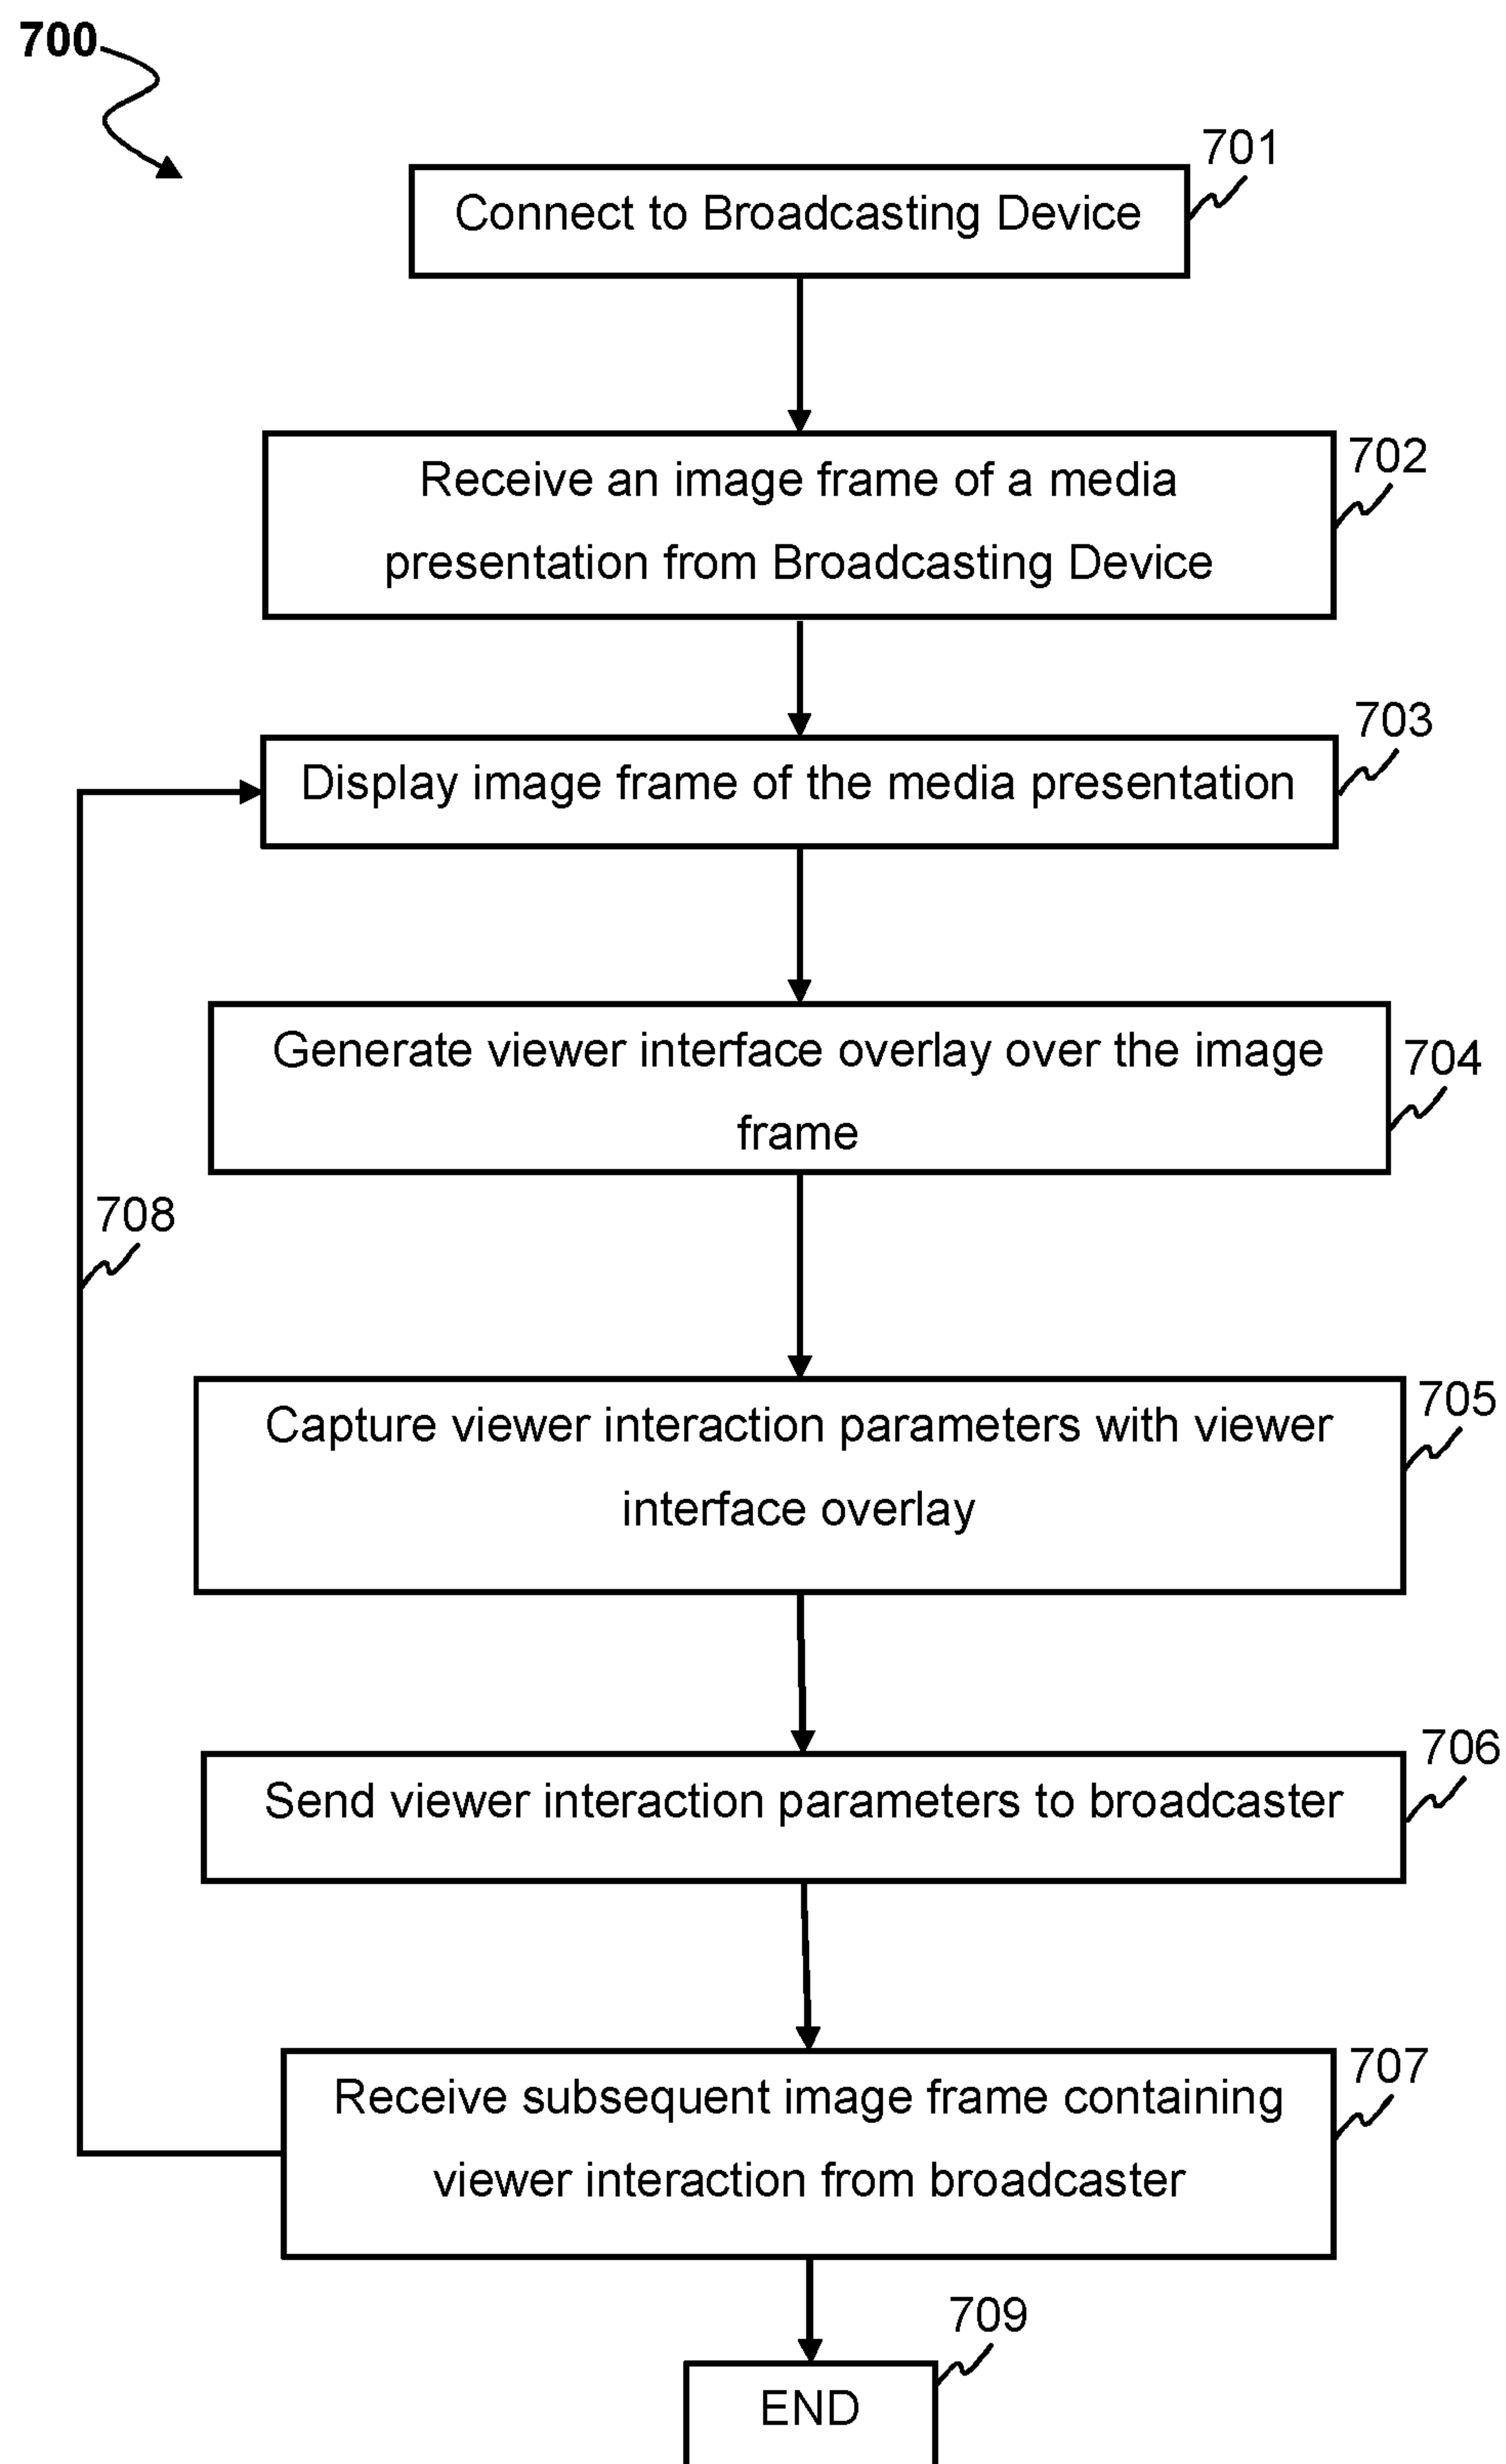 700
701
Connect to Broadcasting Device
702
Receive an image frame of a media
presentation from Broadcasting Device
703
Display image frame of the media presentation
704
Generate viewer interface overlay over the image
frame
708
705
Capture viewer interaction parameters with viewer
interface overlay
706
Send viewer interaction parameters to broadcaster
707
Receive subsequent image frame containing
viewer interaction from broadcaster
709
END